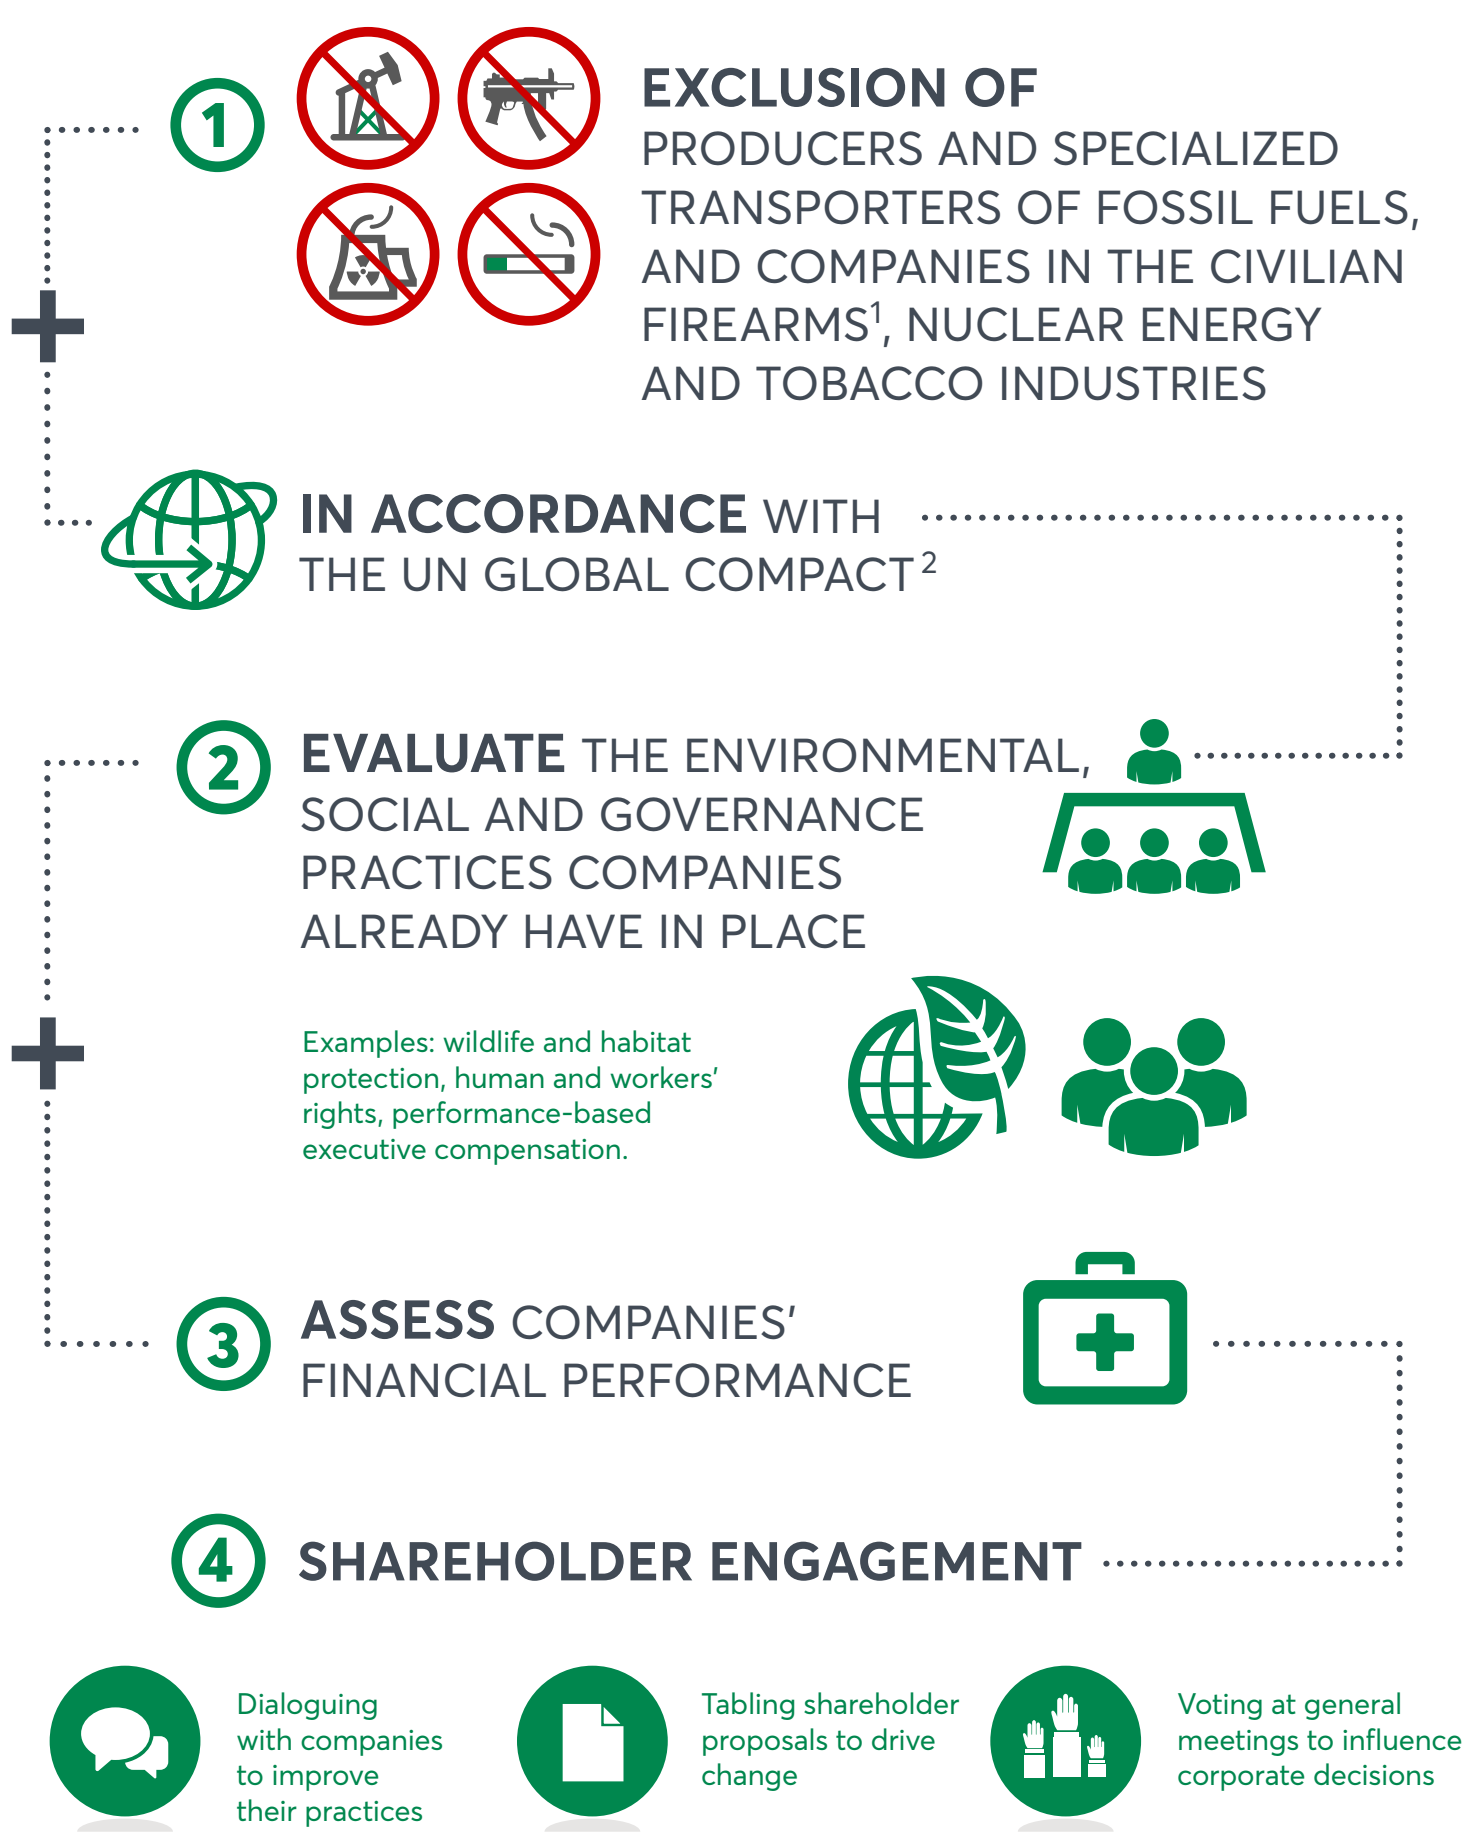 1
EXCLUSION OF
PRODUCERS AND SPECIALIZED
TRANSPORTERS OF FOSSIL FUELS,
AND COMPANIES IN THE CIVILIAN
FIREARMS¹, NUCLEAR ENERGY
AND TOBACCO INDUSTRIES
IN ACCORDANCE WITH
THE UN GLOBAL COMPACT²
2
EVALUATE THE ENVIRONMENTAL,
SOCIAL AND GOVERNANCE
PRACTICES COMPANIES
ALREADY HAVE IN PLACE
Examples: wildlife and habitat
protection, human and workers’
rights, performance-based
executive compensation.
3
ASSESS COMPANIES’
FINANCIAL PERFORMANCE
4
SHAREHOLDER ENGAGEMENT
Dialoguing
with companies
to improve
their practices
Tabling shareholder
proposals to drive
change
Voting at general
meetings to influence
corporate decisions